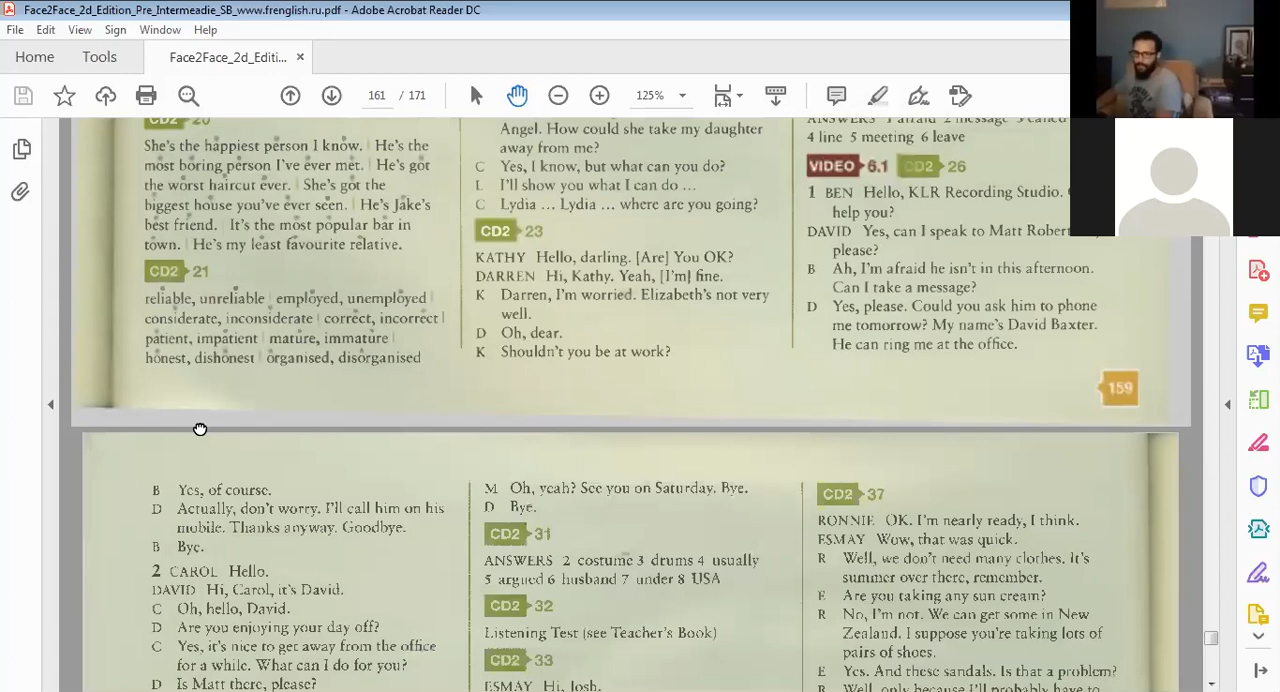 Face2Face_2d_Edition_Pre_Intermeadie_SB_www.frenglish.ru.pdf - Adobe Acrobat Reader DC
File Edit View Sign Window Help
Home Tools Face2Face_2d_Editi... ×
161 / 171 125%
CD2 20
She's the happiest person I know. | He's the
most boring person I've ever met. | He's got
the worst haircut ever. | She's got the
biggest house you've ever seen. | He's Jake's
best friend. | It's the most popular bar in
town. | He's my least favourite relative.
CD2 21
reliable, unreliable | employed, unemployed |
considerate, inconsiderate | correct, incorrect |
patient, impatient | mature, immature |
honest, dishonest | organised, disorganised
Angel. How could she take my daughter
away from me?
C Yes, I know, but what can you do?
L I'll show you what I can do ...
C Lydia ... Lydia ... where are you going?
CD2 23
KATHY Hello, darling. [Are] You OK?
DARREN Hi, Kathy. Yeah, [I'm] fine.
K Darren, I'm worried. Elizabeth's not very
well.
D Oh, dear.
K Shouldn't you be at work?
ANSWERS 1 afraid 2 message 3 called
4 line 5 meeting 6 leave
VIDEO 6.1 CD2 26
1 BEN Hello, KLR Recording Studio.
help you?
DAVID Yes, can I speak to Matt
please?
B Ah, I'm afraid he isn't in this afternoon.
Can I take a message?
D Yes, please. Could you ask him to phone
me tomorrow? My name's David Baxter.
He can ring me at the office.
159
B Yes, of course.
D Actually, don't worry. I'll call him on his
mobile. Thanks anyway. Goodbye.
B Bye.
2 CAROL Hello.
DAVID Hi, Carol, it's David.
C Oh, hello, David.
D Are you enjoying your day off?
C Yes, it's nice to get away from the office
for a while. What can I do for you?
D Is Matt there, please?
M Oh, yeah? See you on Saturday. Bye.
D Bye.
CD2 31
ANSWERS 2 costume 3 drums 4 usually
5 argued 6 husband 7 under 8 USA
CD2 32
Listening Test (see Teacher's Book)
CD2 33
ESMAY Hi, Josh.
CD2 37
RONNIE OK. I'm nearly ready, I think.
ESMAY Wow, that was quick.
R Well, we don't need many clothes. It's
summer over there, remember.
E Are you taking any sun cream?
R No, I'm not. We can get some in New
Zealand. I suppose you're taking lots of
pairs of shoes.
E Yes. And these sandals. Is that a problem?
R Well, only because I'll probably have to